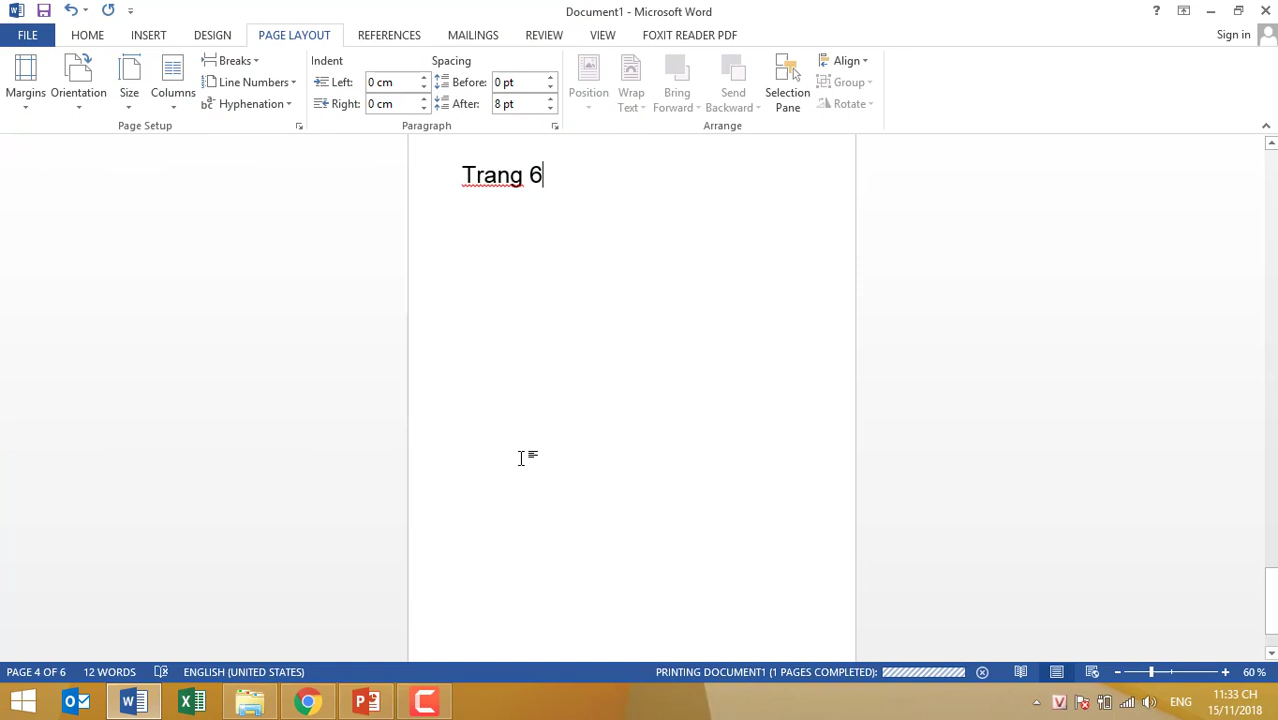 Document1 - Microsoft Word
?
FILE HOME INSERT DESIGN PAGE LAYOUT REFERENCES MAILINGS REVIEW VIEW FOXIT READER PDF Sign in
Breaks Indent Spacing Align
Margins Orientation Size Columns Line Numbers Left: 0 cm Before: 0 pt Position Wrap Text Bring Forward Send Backward Selection Pane Group
Hyphenation Right: 0 cm After: 8 pt Rotate
Page Setup Paragraph Arrange
Trang 6
PAGE 4 OF 6 12 WORDS ENGLISH (UNITED STATES) PRINTING DOCUMENT1 (1 PAGES COMPLETED): 60 %
ENG 11:33 CH
15/11/2018